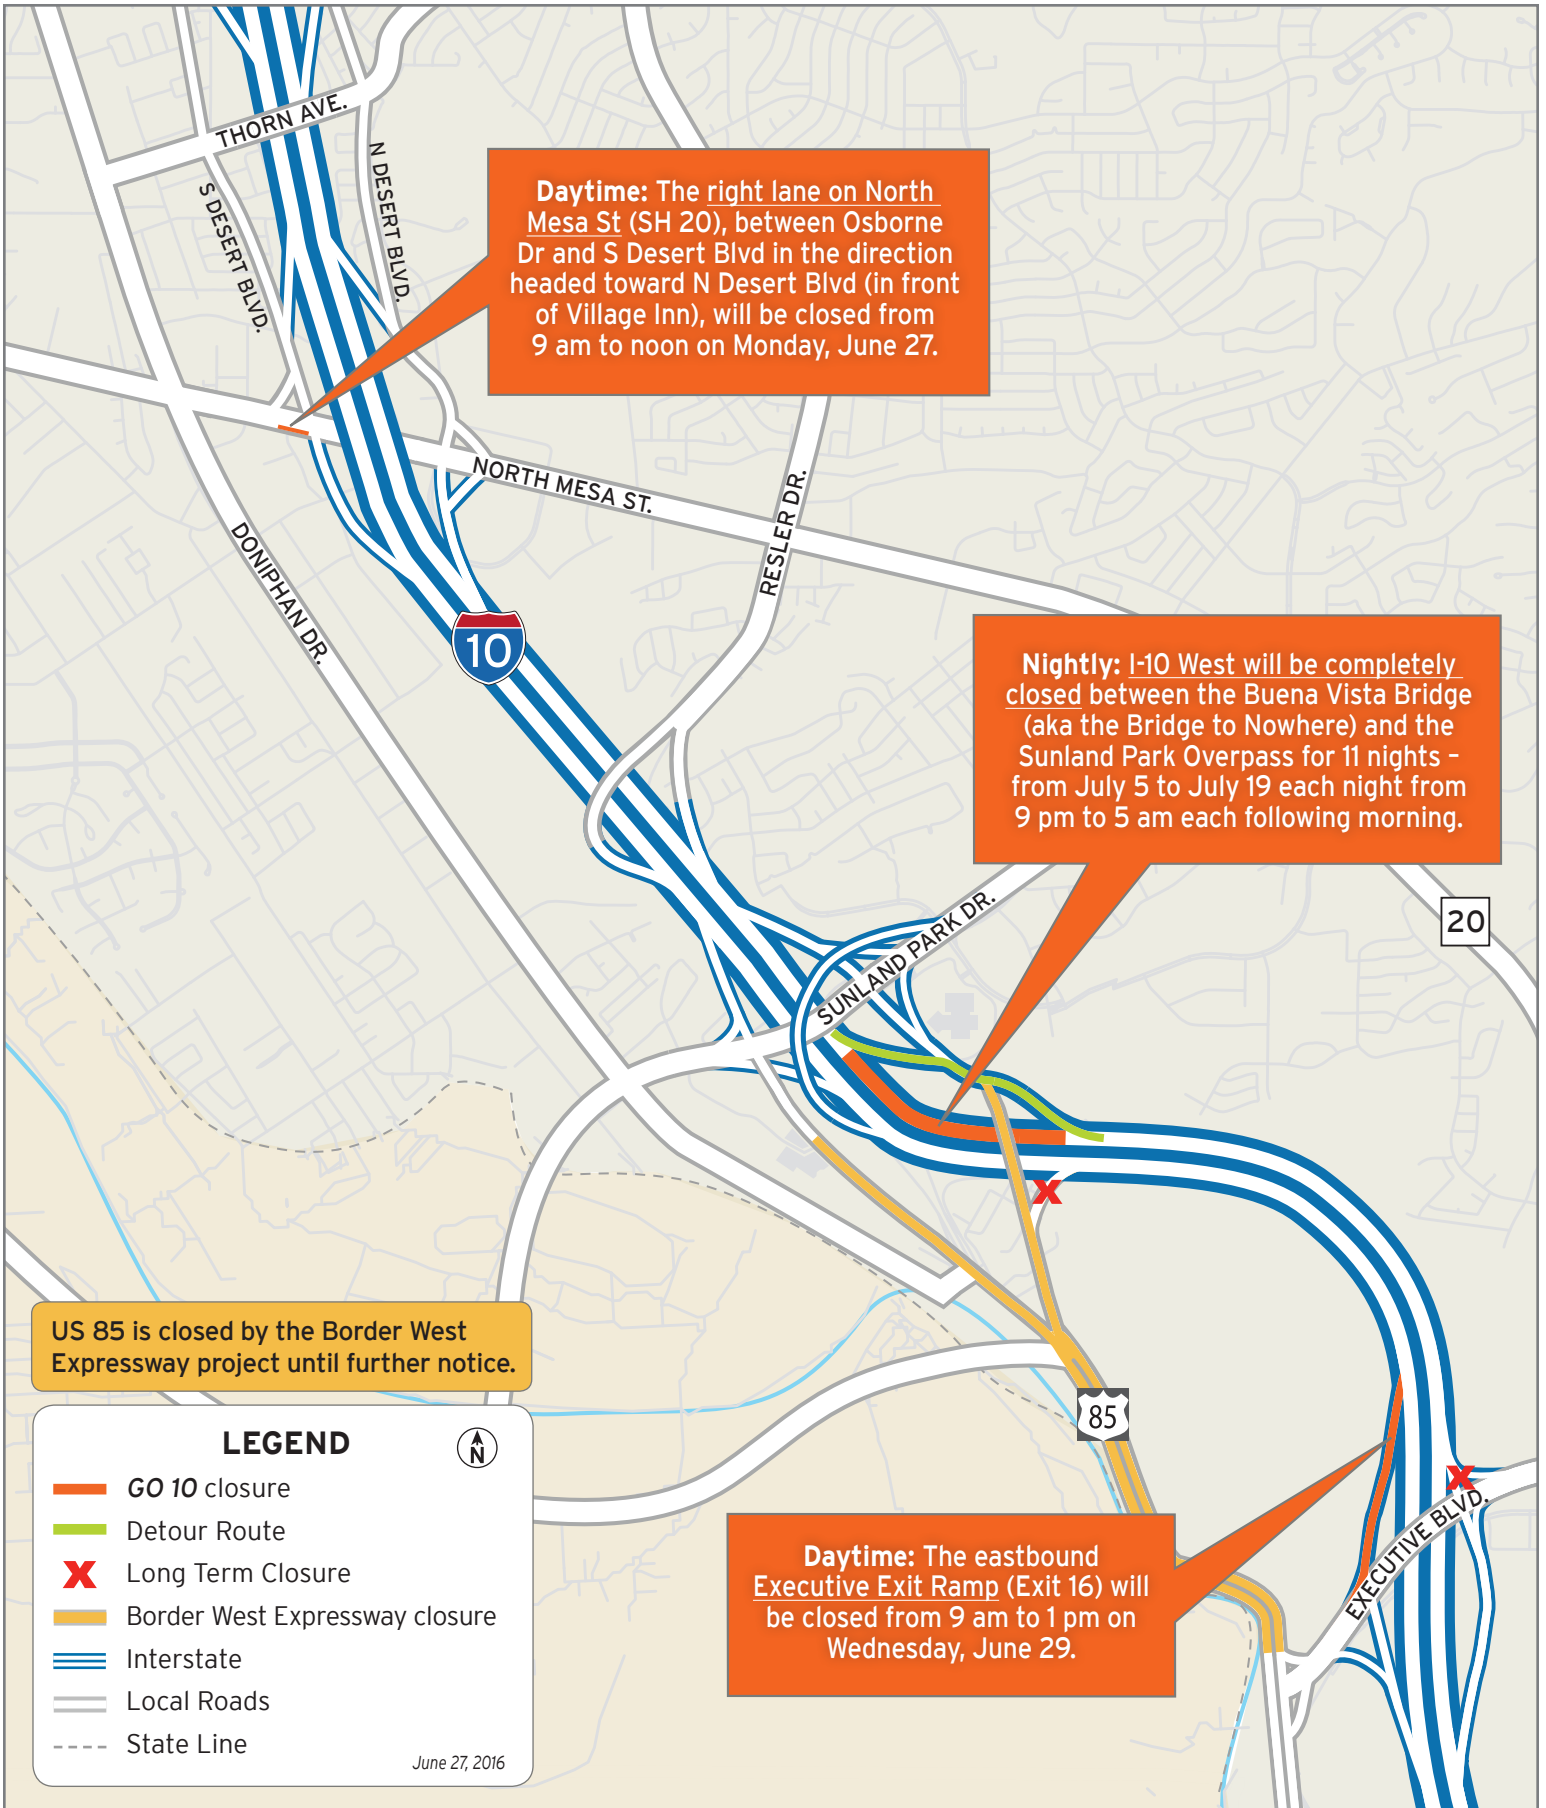 THORN AVE.
S DESERT BLVD.
N DESERT BLVD.
Daytime: The right lane on North
Mesa St (SH 20), between Osborne
Dr and S Desert Blvd in the direction
headed toward N Desert Blvd (in front
of Village Inn), will be closed from
9 am to noon on Monday, June 27.
NORTH MESA ST.
RESLER DR.
DONIPHAN DR.
10
Nightly: I-10 West will be completely
closed between the Buena Vista Bridge
(aka the Bridge to Nowhere) and the
Sunland Park Overpass for 11 nights –
from July 5 to July 19 each night from
9 pm to 5 am each following morning.
20
SUNLAND PARK DR.
X
US 85 is closed by the Border West
Expressway project until further notice.
85
X
EXECUTIVE BLVD.
Daytime: The eastbound
Executive Exit Ramp (Exit 16) will
be closed from 9 am to 1 pm on
Wednesday, June 29.
LEGEND
N
GO 10 closure
Detour Route
X Long Term Closure
Border West Expressway closure
Interstate
Local Roads
State Line
June 27, 2016